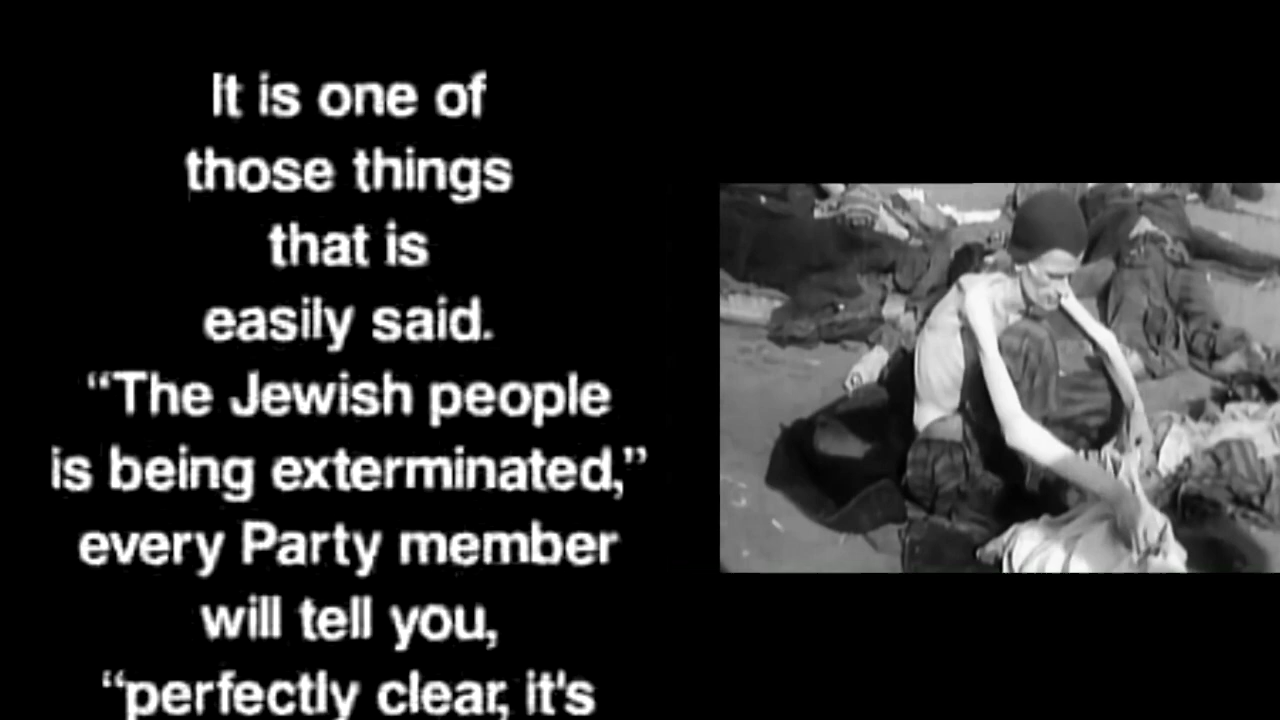 It is one of
those things
that is
easily said.
“The Jewish people
is being exterminated,”
every Party member
will tell you,
“perfectly clear, it's